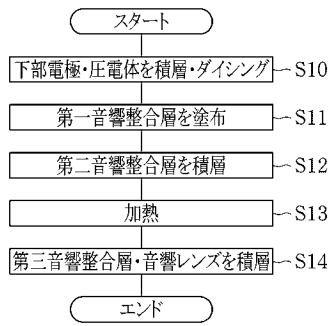 スタート
下部電極・圧電体を積層・ダイシング S10
第一音響整合層を塗布 S11
第二音響整合層を積層 S12
加熱 S13
第三音響整合層・音響レンズを積層 S14
エンド